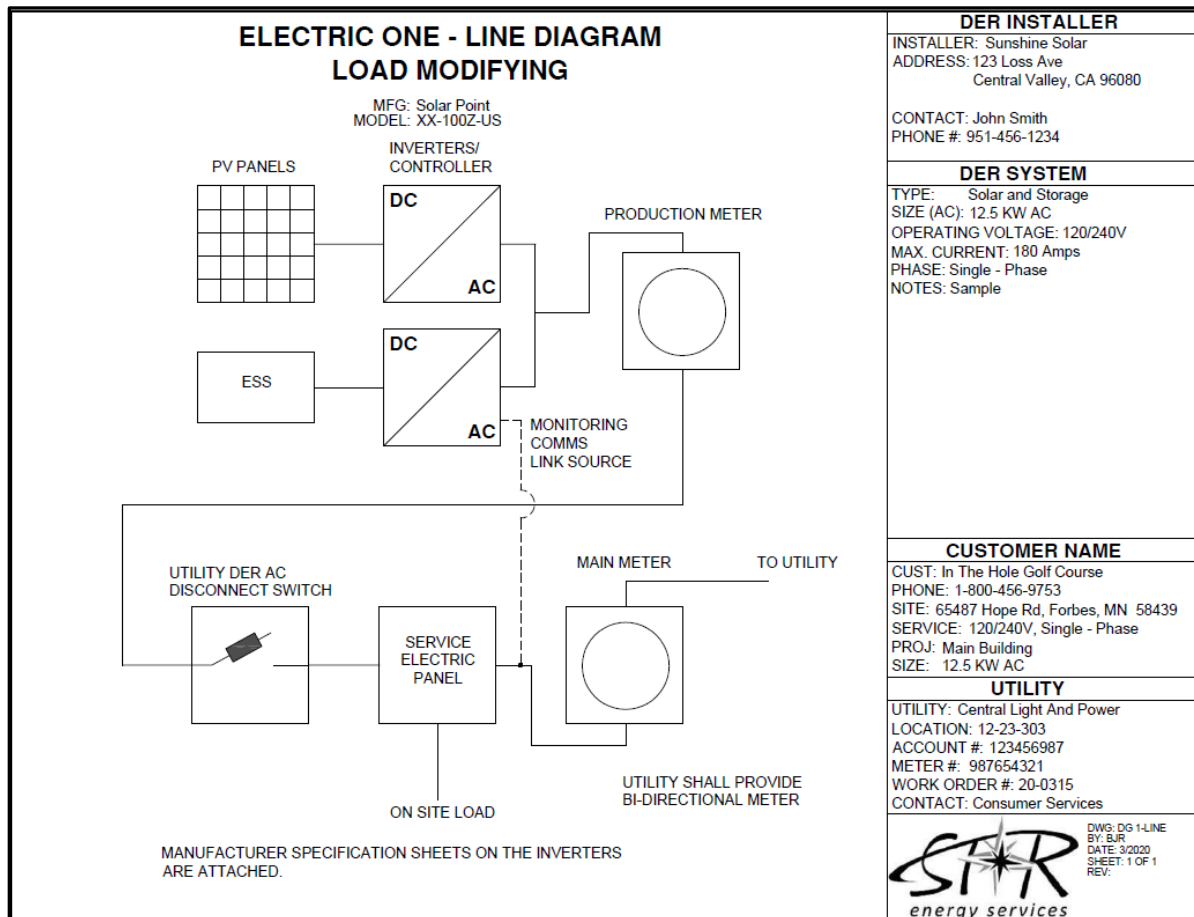 ELECTRIC ONE - LINE DIAGRAM
LOAD MODIFYING
MFG: Solar Point
MODEL: XX-100Z-US
INVERTERS/
CONTROLLER
PV PANELS
DC
AC
PRODUCTION METER
ESS
DC
AC
MONITORING
COMMS
LINK SOURCE
UTILITY DER AC
DISCONNECT SWITCH
SERVICE
ELECTRIC
PANEL
MAIN METER
TO UTILITY
ON SITE LOAD
UTILITY SHALL PROVIDE
BI-DIRECTIONAL METER
MANUFACTURER SPECIFICATION SHEETS ON THE INVERTERS
ARE ATTACHED.
DER INSTALLER
INSTALLER: Sunshine Solar
ADDRESS: 123 Loss Ave
Central Valley, CA 96080
CONTACT: John Smith
PHONE #: 951-456-1234
DER SYSTEM
TYPE: Solar and Storage
SIZE (AC): 12.5 KW AC
OPERATING VOLTAGE: 120/240V
MAX. CURRENT: 180 Amps
PHASE: Single - Phase
NOTES: Sample
CUSTOMER NAME
CUST: In The Hole Golf Course
PHONE: 1-800-456-9753
SITE: 65487 Hope Rd, Forbes, MN 58439
SERVICE: 120/240V, Single - Phase
PROJ: Main Building
SIZE: 12.5 KW AC
UTILITY
UTILITY: Central Light And Power
LOCATION: 12-23-303
ACCOUNT #: 123456987
METER #: 987654321
WORK ORDER #: 20-0315
CONTACT: Consumer Services
STAR
energy services
DWG: DG 1-LINE
BY: BJR
DATE: 3/2020
SHEET: 1 OF 1
REV: